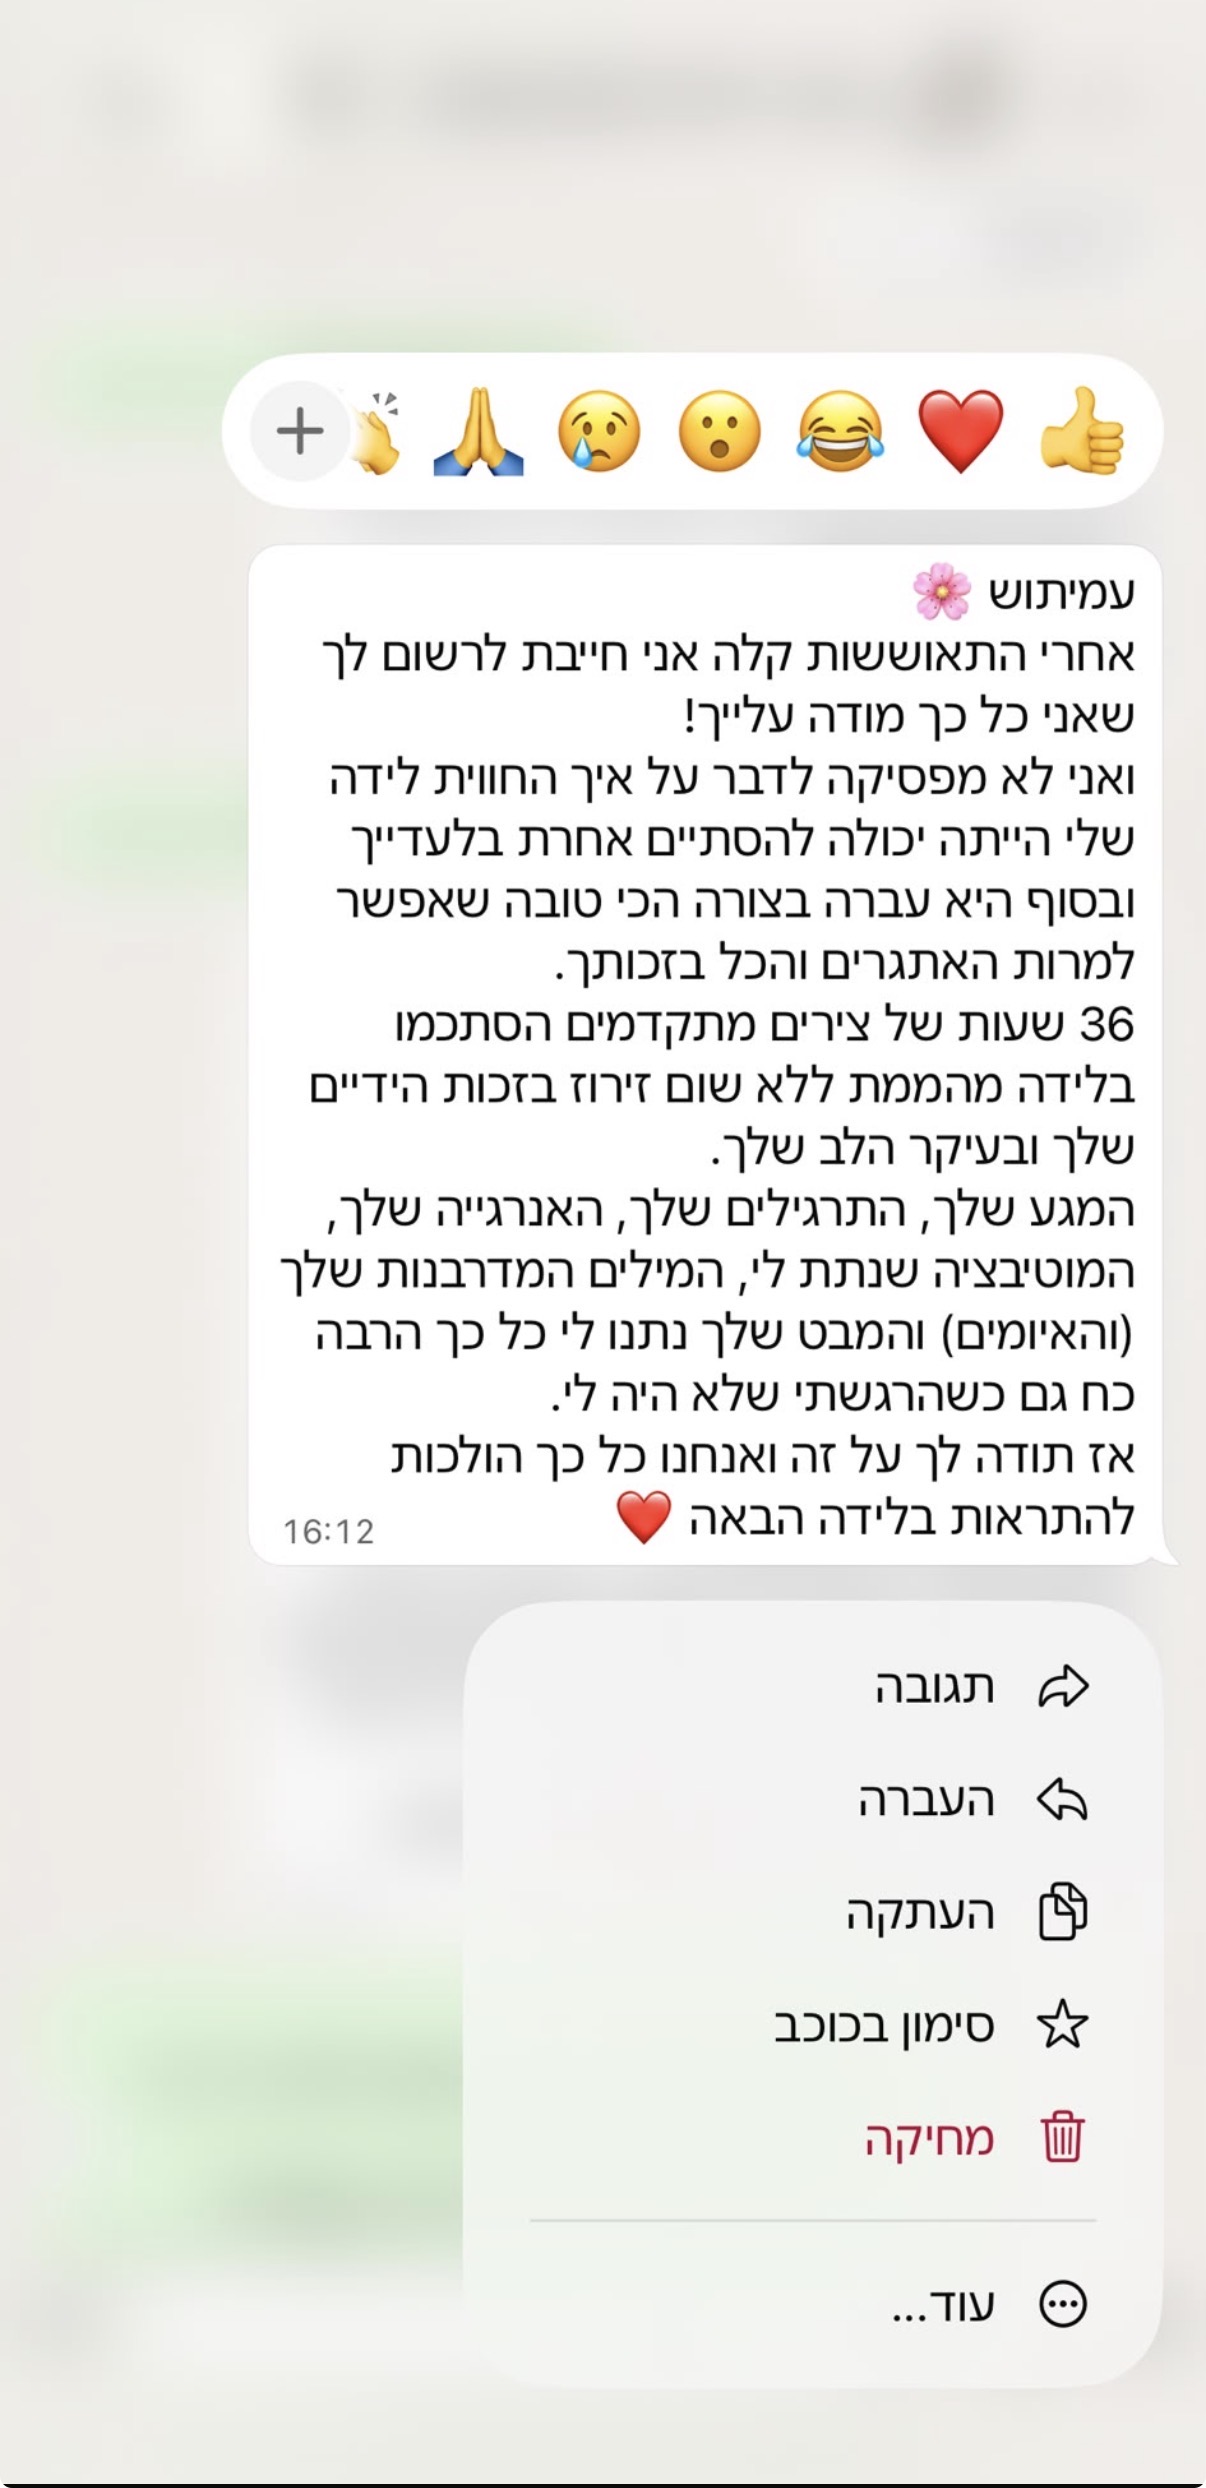 עמיתוש 🌸
אחרי התאוששות קלה אני חייבת לרשום לך
שאני כל כך מודה עלייך!
ואני לא מפסיקה לדבר על איך החווית לידה
שלי הייתה יכולה להסתיים אחרת בלעדייך
ובסוף היא עברה בצורה הכי טובה שאפשר
למרות האתגרים והכל בזכותך.
36 שעות של צירים מתקדמים הסתכמו
בלידה מהממת ללא שום זירוז בזכות הידיים
שלך ובעיקר הלב שלך.
המגע שלך, התרגילים שלך, האנרגייה שלך,
המוטיבציה שנתת לי, המילים המדרבנות שלך
(והאיומים) והמבט שלך נתנו לי כל כך הרבה
כח גם כשהרגשתי שלא היה לי.
אז תודה לך על זה ואנחנו כל כך הולכות
להתראות בלידה הבאה ❤️
16:12
תגובה
העברה
העתקה
סימון בכוכב
מחיקה
עוד...